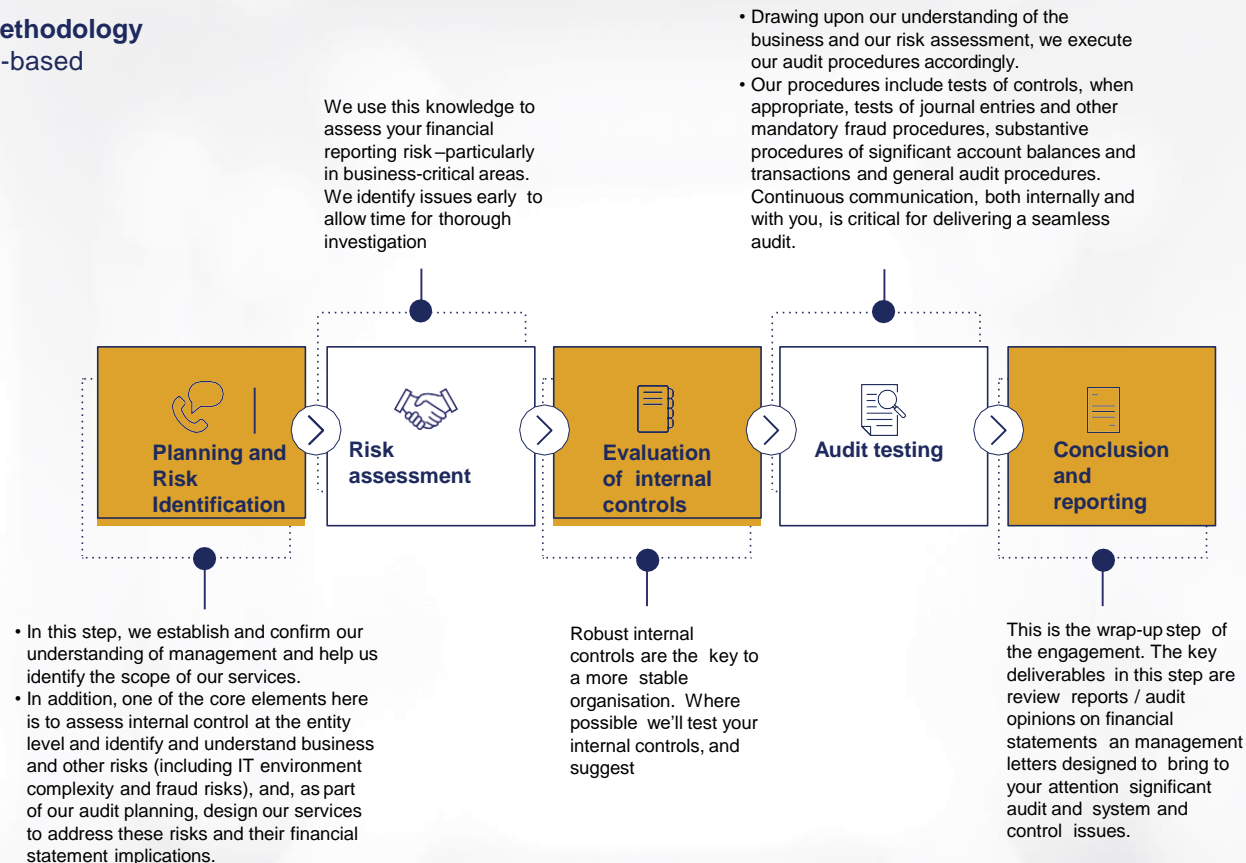 ethodology
-based
We use this knowledge to
assess your financial
reporting risk –particularly
in business-critical areas.
We identify issues early to
allow time for thorough
investigation
• Drawing upon our understanding of the
business and our risk assessment, we execute
our audit procedures accordingly.
• Our procedures include tests of controls, when
appropriate, tests of journal entries and other
mandatory fraud procedures, substantive
procedures of significant account balances and
transactions and general audit procedures.
Continuous communication, both internally and
with you, is critical for delivering a seamless
audit.
Planning and
Risk
Identification
Risk
assessment
Evaluation
of internal
controls
Audit testing
Conclusion
and
reporting
• In this step, we establish and confirm our
understanding of management and help us
identify the scope of our services.
• In addition, one of the core elements here
is to assess internal control at the entity
level and identify and understand business
and other risks (including IT environment
complexity and fraud risks), and, as part
of our audit planning, design our services
to address these risks and their financial
statement implications.
Robust internal
controls are the key to
a more stable
organisation. Where
possible we'll test your
internal controls, and
suggest
This is the wrap-up step of
the engagement. The key
deliverables in this step are
review reports / audit
opinions on financial
statements an management
letters designed to bring to
your attention significant
audit and system and
control issues.